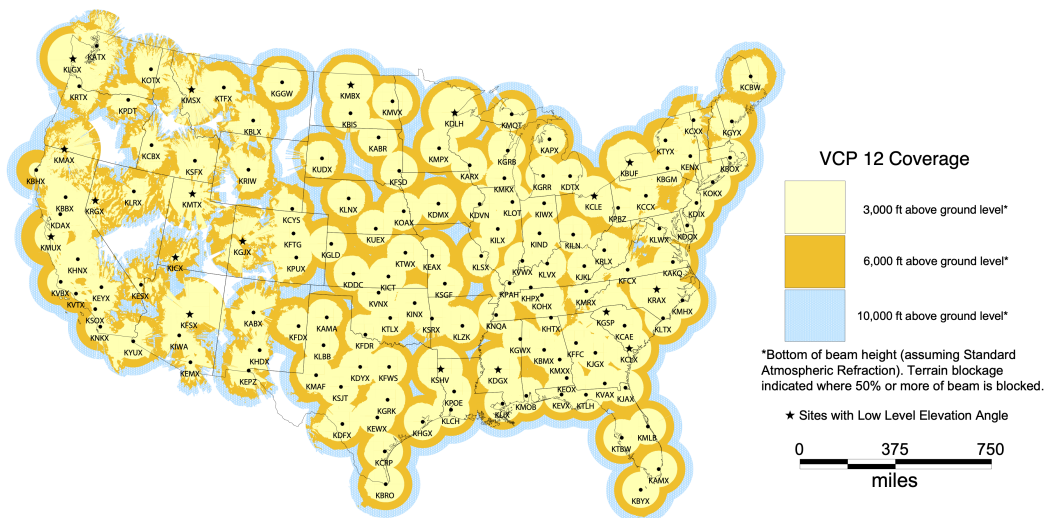 KATX
KLGX
KRTX
KPDT
KOTX
KMSX
KTFX
KGGW
KBLX
KMBX
KBIS
KMVX
KABR
KDLH
KMPX
KMQT
KCBW
KCXX
KGYX
KTYX
KAPX
KGRB
KARX
KFSD
KUDX
KRIW
KCBX
KSFX
KMAX
KBHX
KBBX
KRGX
KLRX
KMTX
KDAX
KMUX
KHNX
KVBX
KVTX
KEYX
KSOX
KNKX
KYUX
KESX
KICX
KGJX
KCYS
KFTG
KPUX
KGLD
KLNX
KUEX
KOAX
KDMX
KDVN
KMKX
KLOT
KGRR
KDTX
KIWX
KCLE
KBUF
KENX
KBGM
KBOX
KOKX
KCCX
KPBZ
KDIX
KDOX
KLWX
KRLX
KILN
KIND
KILX
KLSX
KEAX
KTWX
KDDC
KICT
KVNX
KINX
KSGF
KSRX
KTLX
KFDR
KAMA
KFDX
KLBB
KABX
KHDX
KEPZ
KFSX
KIWA
KEMX
KMAF
KSJT
KDYX
KFWS
KGRK
KEWX
KDFX
KCRP
KBRO
KHGX
KLCH
KPOE
KSHV
KLZK
KNQA
KPAH
KVWX
KLVX
KHPX
KOHX
KJKL
KMRX
KFCX
KAKQ
KRAX
KMHX
KLTX
KGSP
KCAE
KCLX
KHTX
KGWX
KBMX
KFFC
KMXX
KJGX
KDGX
KLIX
KMOB
KEOX
KEVX
KTLH
KVAX
KJAX
KTBW
KMLB
KAMX
KBYX
VCP 12 Coverage
3,000 ft above ground level*
6,000 ft above ground level*
10,000 ft above ground level*
*Bottom of beam height (assuming Standard
Atmospheric Refraction). Terrain blockage
indicated where 50% or more of beam is blocked.
★ Sites with Low Level Elevation Angle
0 375 750
miles